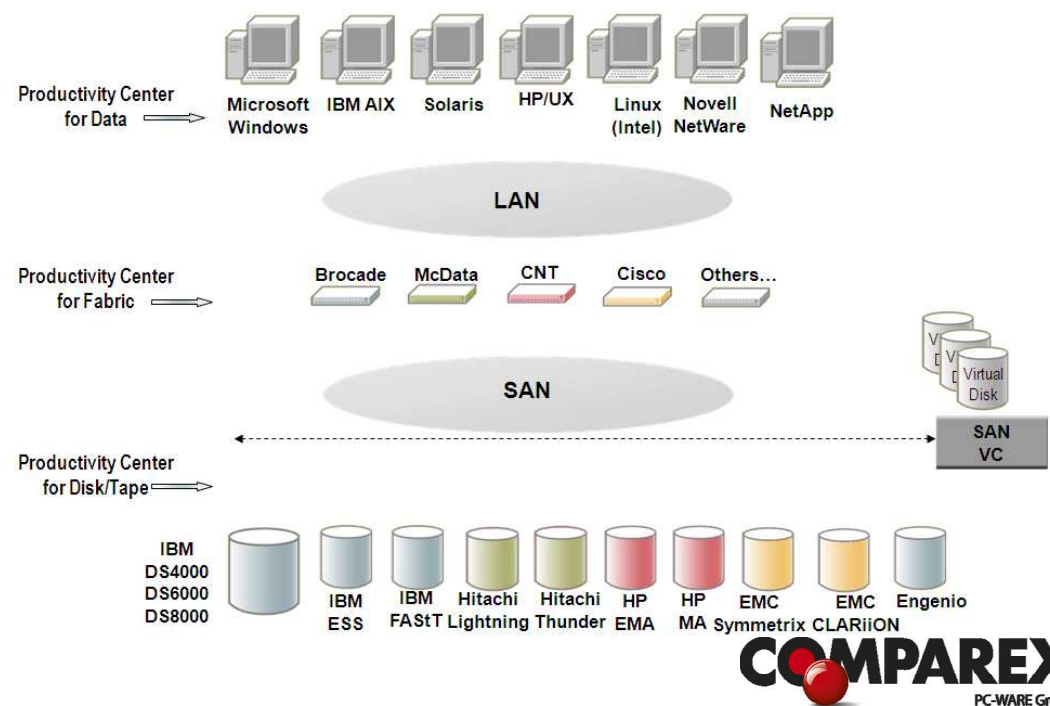 Productivity Center
for Data
Microsoft
Windows
IBM AIX
Solaris
HP/UX
Linux
(Intel)
Novell
NetWare
NetApp
LAN
Productivity Center
for Fabric
Brocade
McData
CNT
Cisco
Others...
SAN
Virtual
Disk
SAN
VC
Productivity Center
for Disk/Tape
IBM
DS4000
DS6000
DS8000
IBM
ESS
IBM
FAStT
Hitachi
Lightning
Hitachi
Thunder
HP
EMA
HP
MA
EMC
Symmetrix
EMC
CLARiiON
Engenio
COMPAREX
PC-WARE Gr